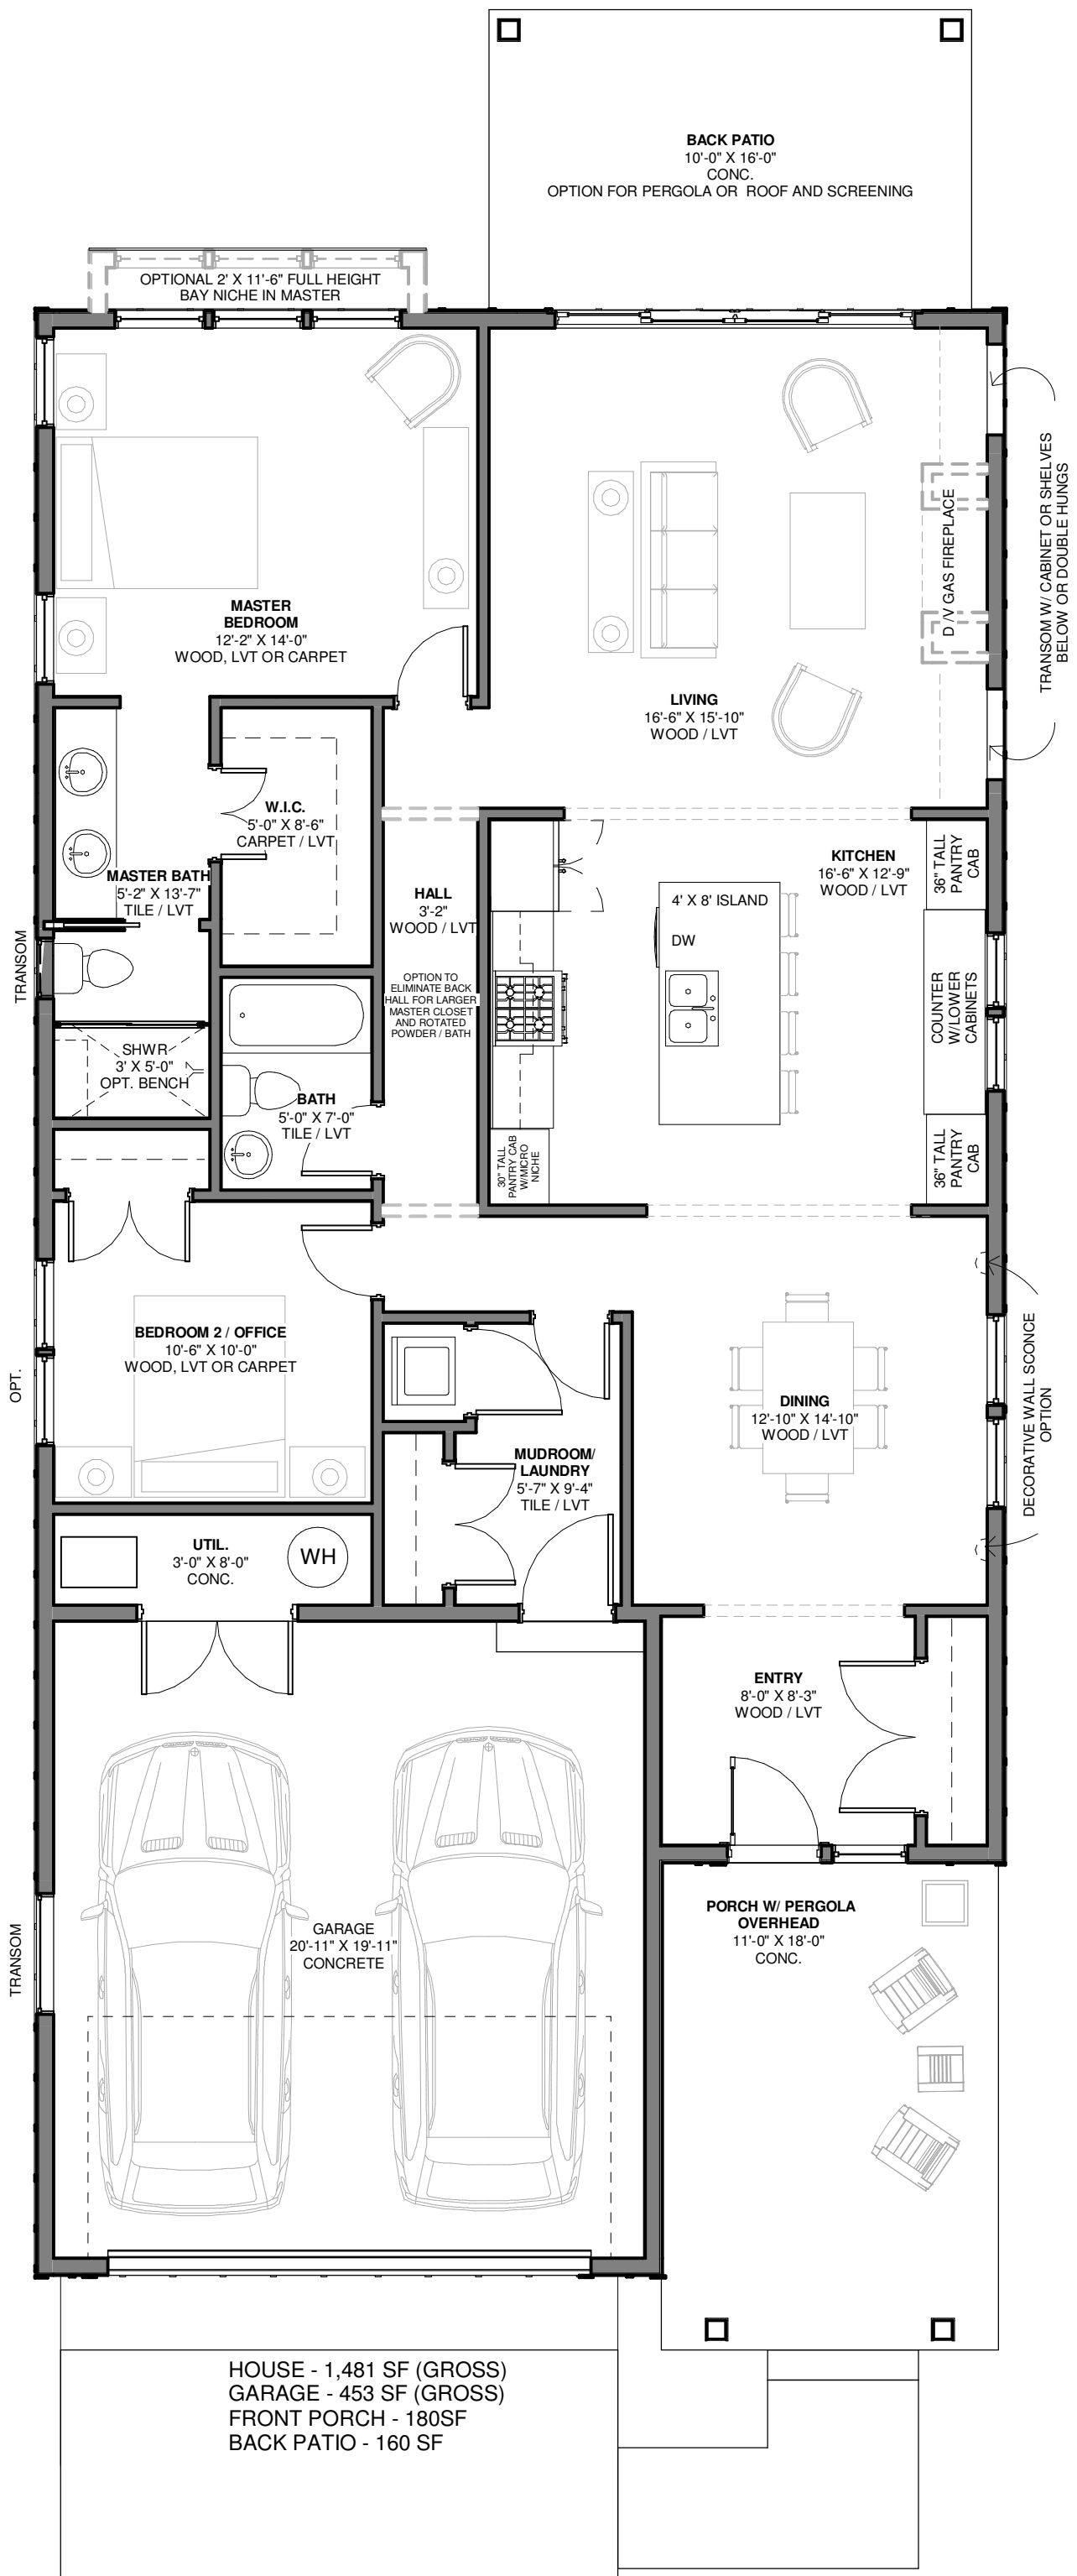 BACK PATIO
10'-0" X 16'-0"
CONC.
OPTION FOR PERGOLA OR ROOF AND SCREENING
OPTIONAL 2' X 11'-6" FULL HEIGHT
BAY NICHE IN MASTER
MASTER
BEDROOM
12'-2" X 14'-0"
WOOD, LVT OR CARPET
LIVING
16'-6" X 15'-10"
WOOD / LVT
D /V GAS FIREPLACE
TRANSOM W/ CABINET OR SHELVES
BELOW OR DOUBLE HUNGS
W.I.C.
5'-0" X 8'-6"
CARPET / LVT
MASTER BATH
5'-2" X 13'-7"
TILE / LVT
TRANSOM
HALL
3'-2"
WOOD / LVT
OPTION TO
ELIMINATE BACK
HALL FOR LARGER
MASTER CLOSET
AND ROTATED
POWDER / BATH
KITCHEN
16'-6" X 12'-9"
WOOD / LVT
36" TALL
PANTRY
CAB
4' X 8' ISLAND
DW
COUNTER
W/LOWER
CABINETS
36" TALL
PANTRY
CAB
30" TALL
PANTRY CAB
W/MICRO
NICHE
SHWR
3' X 5'-0"
OPT. BENCH
BATH
5'-0" X 7'-0"
TILE / LVT
BEDROOM 2 / OFFICE
10'-6" X 10'-0"
WOOD, LVT OR CARPET
OPT.
DINING
12'-10" X 14'-10"
WOOD / LVT
DECORATIVE WALL SCONCE
OPTION
MUDROOM/
LAUNDRY
5'-7" X 9'-4"
TILE / LVT
UTIL.
3'-0" X 8'-0"
CONC.
WH
ENTRY
8'-0" X 8'-3"
WOOD / LVT
GARAGE
20'-11" X 19'-11"
CONCRETE
TRANSOM
PORCH W/ PERGOLA
OVERHEAD
11'-0" X 18'-0"
CONC.
HOUSE - 1,481 SF (GROSS)
GARAGE - 453 SF (GROSS)
FRONT PORCH - 180SF
BACK PATIO - 160 SF